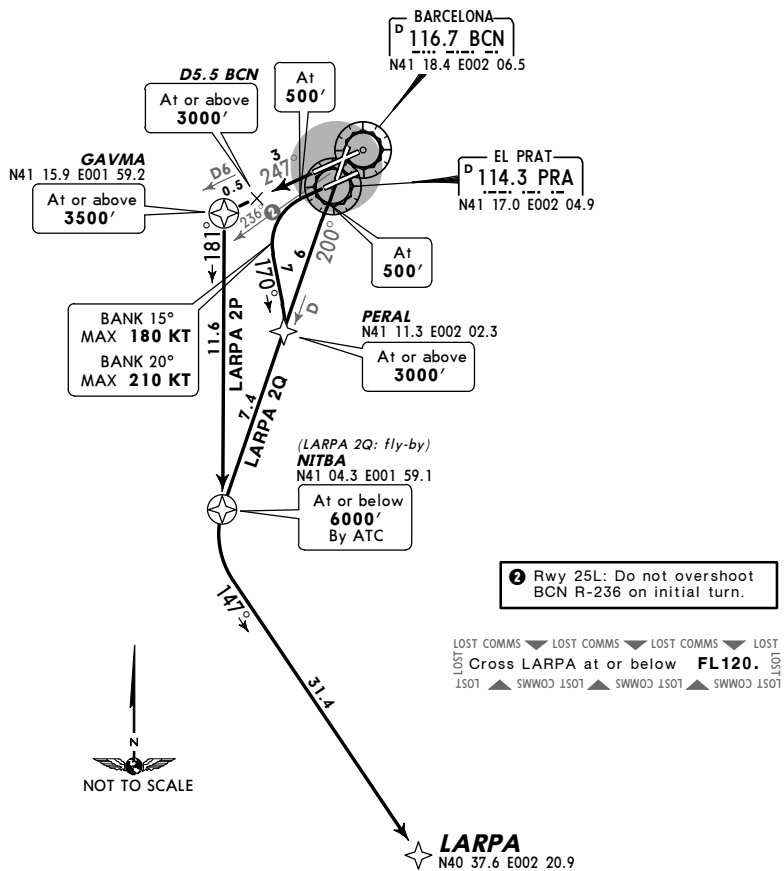 BARCELONA
D 116.7 BCN
N41 18.4 E002 06.5
D5.5 BCN
At or above
3000'
At
500'
GAVMA
N41 15.9 E001 59.2
At or above
3500'
D6
0.5
3
247°
236°
2
EL PRAT
D 114.3 PRA
N41 17.0 E002 04.9
At
500'
181°
170°
7
9
200°
D
BANK 15°
MAX 180 KT
BANK 20°
MAX 210 KT
PERAL
N41 11.3 E002 02.3
At or above
3000'
11.6
LARPA 2P
7.4
LARPA 2Q
(LARPA 2Q: fly-by)
NITBA
N41 04.3 E001 59.1
At or below
6000'
By ATC
2 Rwy 25L: Do not overshoot
BCN R-236 on initial turn.
147°
LOST COMMS LOST COMMS LOST COMMS LOST
LOST Cross LARPA at or below FL120. LOST
LOST COMMS LOST COMMS LOST COMMS LOST
31.4
N
NOT TO SCALE
LARPA
N40 37.6 E002 20.9